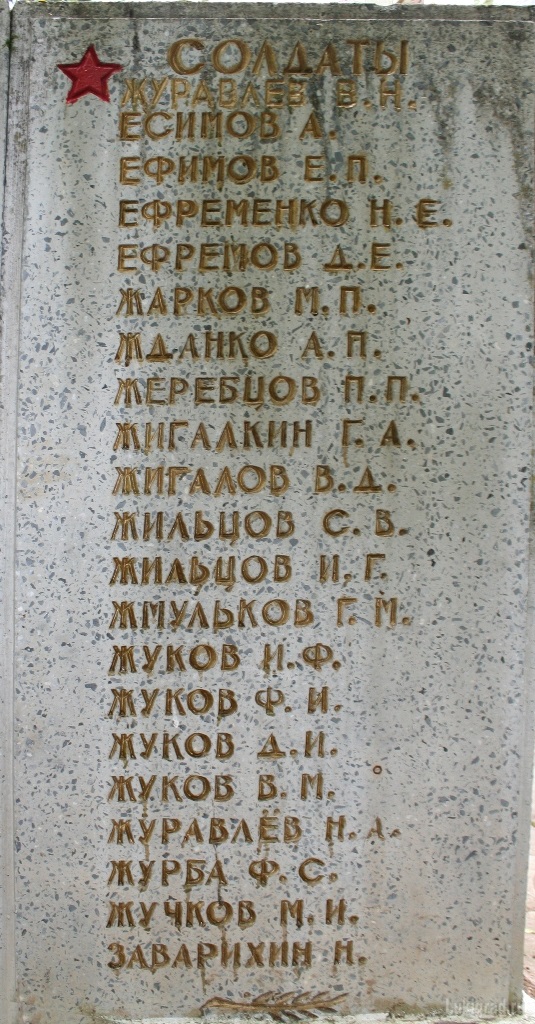 СОЛДАТЫ
ЖУРАВЛЕВ В.Н.
ЕСИМОВ А.
ЕФИМОВ Е.П.
ЕФРЕМЕНКО Н.Е.
ЕФРЕМОВ Д.Е.
ЖАРКОВ М.П.
ЖДАНКО А.П.
ЖЕРЕБЦОВ П.П.
ЖИГАЛКИН Г.А.
ЖИГАЛОВ В.Д.
ЖИЛЬЦОВ С.В.
ЖИЛЬЦОВ И.Г.
ЖМУЛЬКОВ Г.М.
ЖУКОВ И.Ф.
ЖУКОВ Ф.И.
ЖУКОВ Д.И.
ЖУКОВ В.М.
ЖУРАВЛЁВ Н.А.
ЖУРБА Ф.С.
ЖУЧКОВ М.И.
ЗАВАРИХИН Н.